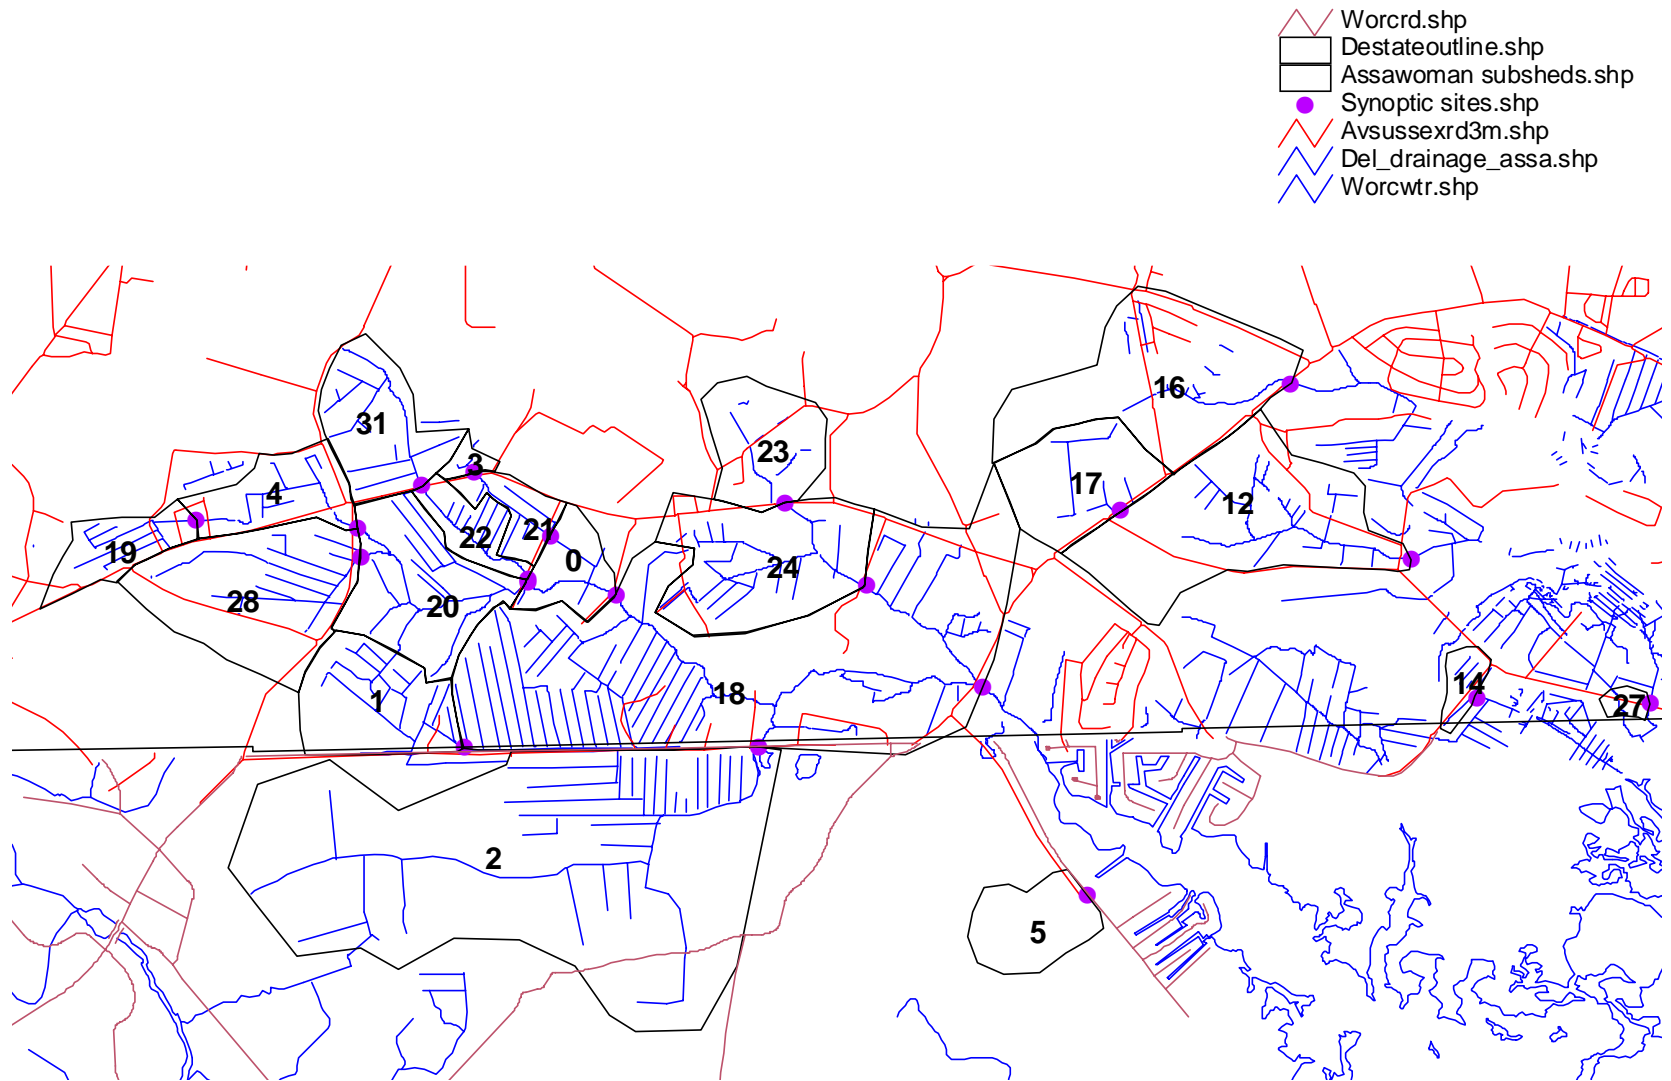 Worcrd.shp
Destateoutline.shp
Assawoman subsheds.shp
Synoptic sites.shp
Avsussexrd3m.shp
Del_drainage_assa.shp
Worcwtr.shp
16
31
23
3
17
4
12
21
22
19
0
24
28
20
14
1
18
27
2
5